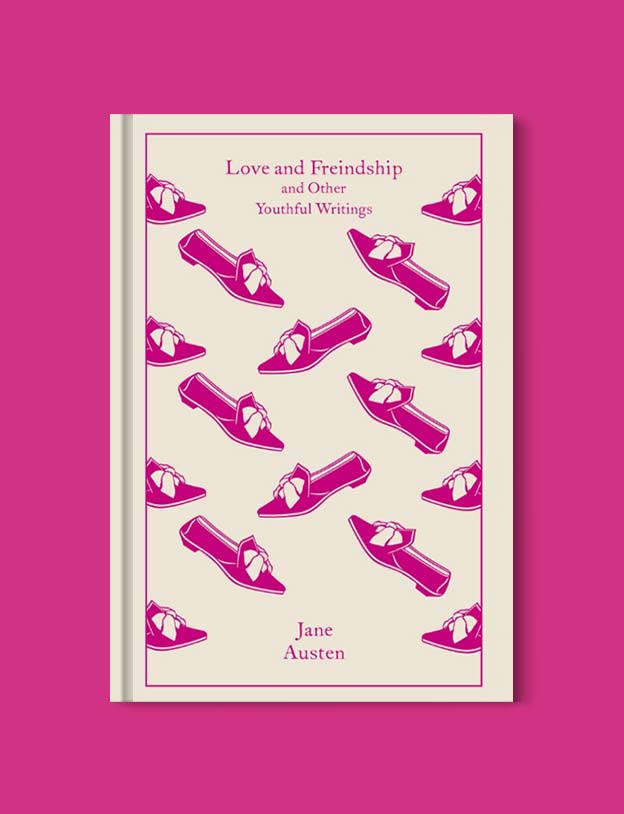 Love and Freindship
and Other
Youthful Writings
Jane
Austen